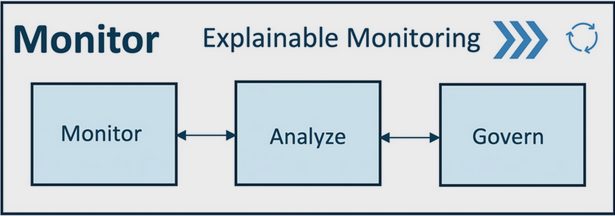 Monitor Explainable Monitoring
Monitor Analyze Govern